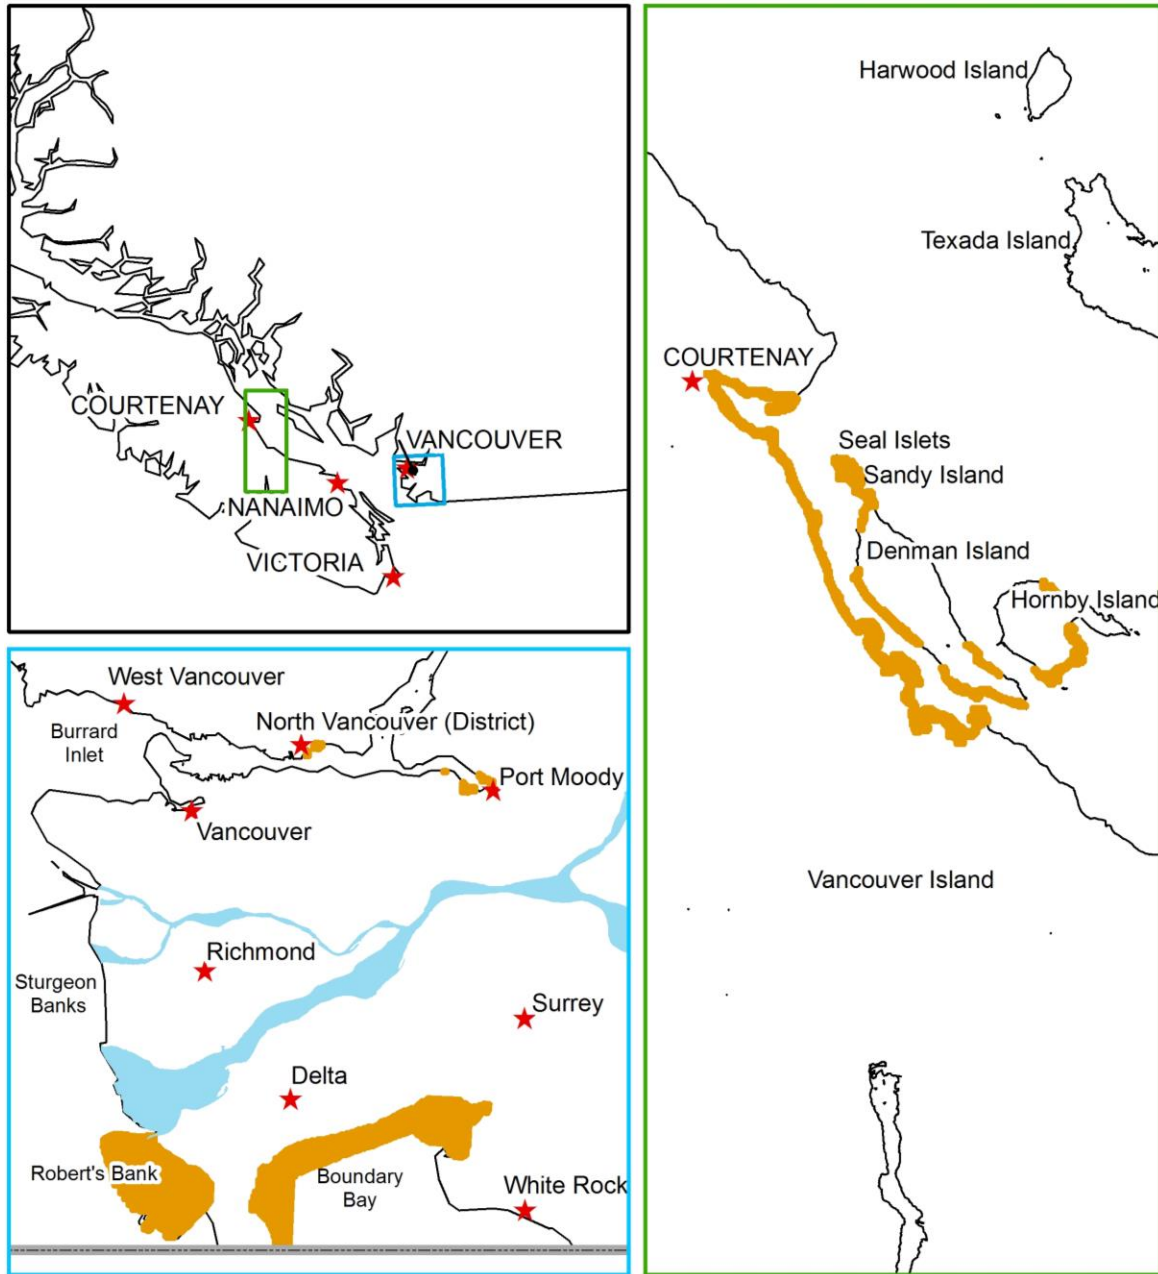 COURTENAY
VANCOUVER
NANAIMO
VICTORIA
West Vancouver
North Vancouver (District)
Burrard
Inlet
Port Moody
Vancouver
Richmond
Sturgeon
Banks
Surrey
Delta
Robert's Bank
Boundary
Bay
White Rock
Harwood Island
Texada Island
COURTENAY
Seal Islets
Sandy Island
Denman Island
Hornby Island
Vancouver Island